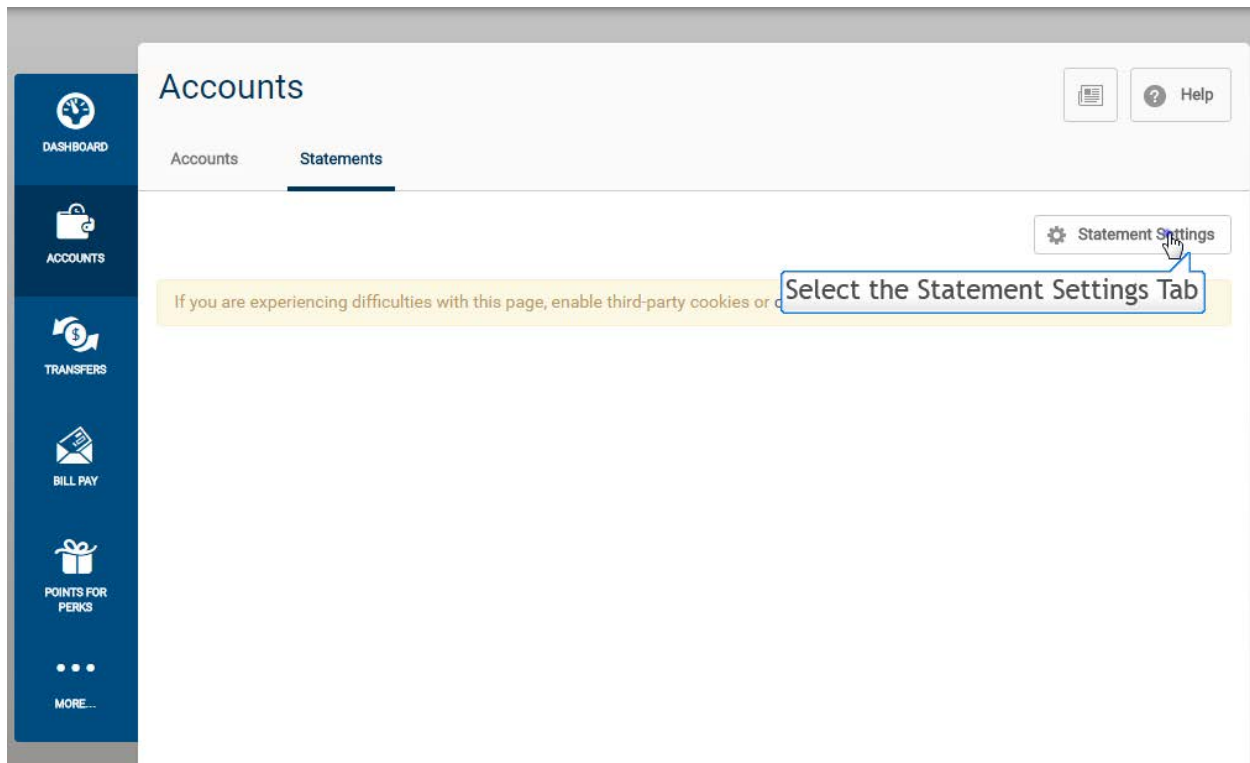 Accounts
Help
Accounts
Statements
Statement Settings
Select the Statement Settings Tab
If you are experiencing difficulties with this page, enable third-party cookies or
DASHBOARD
ACCOUNTS
TRANSFERS
BILL PAY
POINTS FOR
PERKS
MORE...